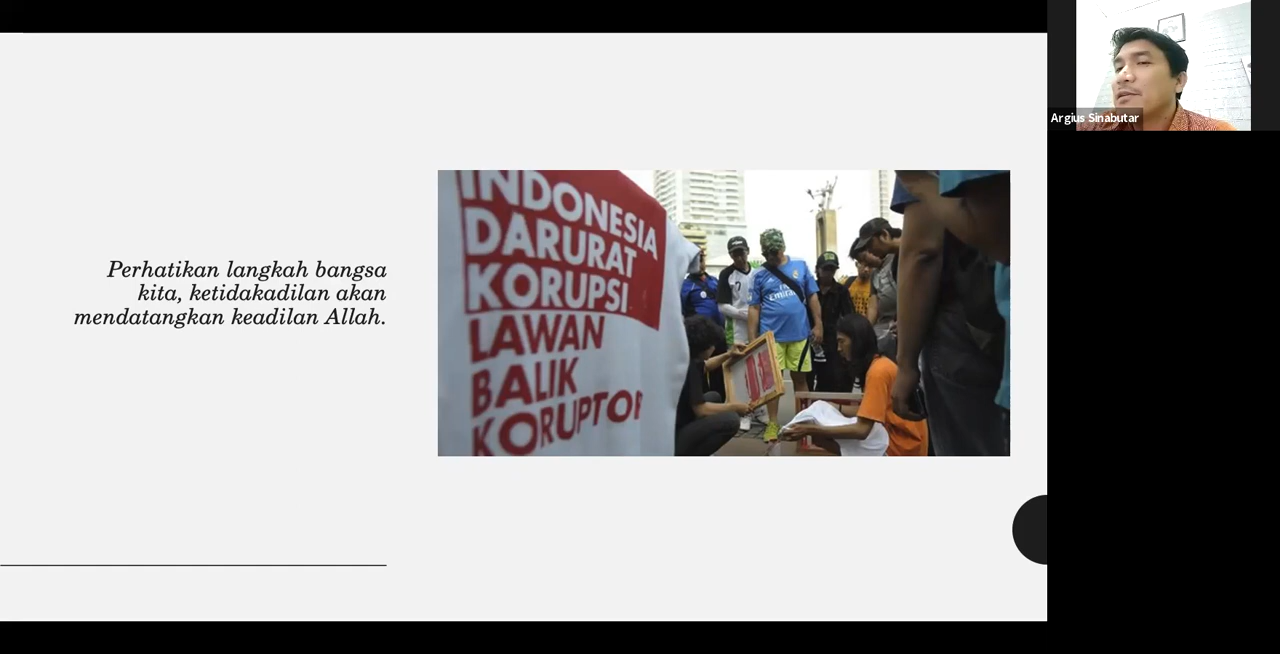 Perhatikan langkah bangsa
kita, ketidakadilan akan
mendatangkan keadilan Allah.
INDONESIA
DARURAT
KORUPSI
LAWAN
BALIK
KORUPTOR
Argius Sinabutar